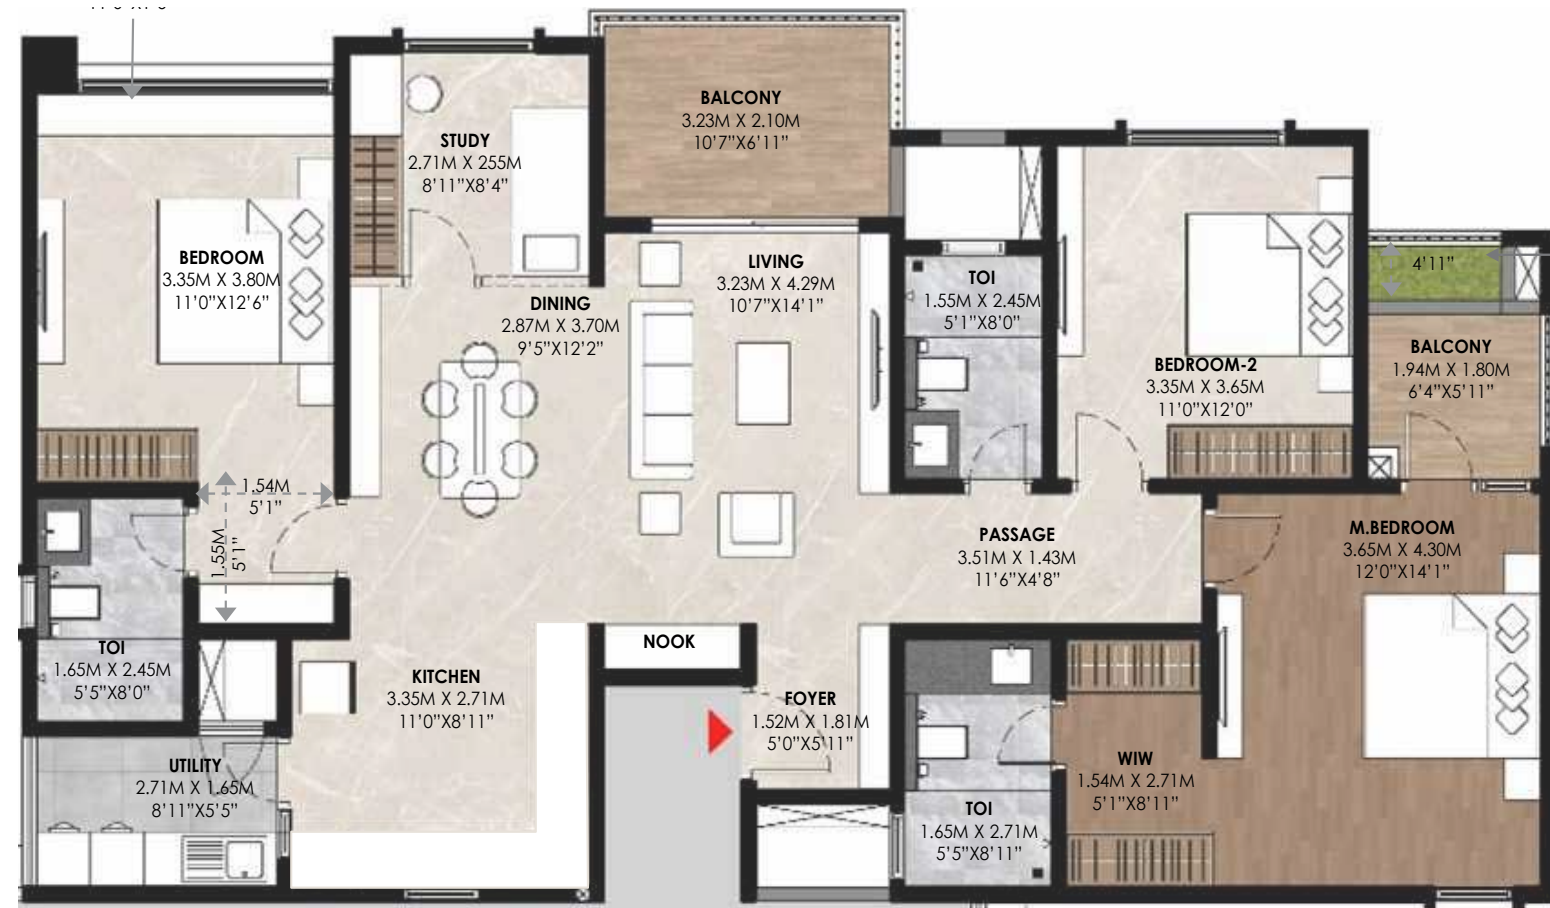 BALCONY
3.23M X 2.10M
10'7"X6'11"
STUDY
2.71M X 255M
8'11"X8'4"
BEDROOM
3.35M X 3.80M
11'0"X12'6"
LIVING
3.23M X 4.29M
10'7"X14'1"
TOI
1.55M X 2.45M
5'1"X8'0"
4'11"
DINING
2.87M X 3.70M
9'5"X12'2"
BEDROOM-2
3.35M X 3.65M
11'0"X12'0"
BALCONY
1.94M X 1.80M
6'4"X5'11"
1.54M
5'1"
1.55M
5'1"
PASSAGE
3.51M X 1.43M
11'6"X4'8"
M.BEDROOM
3.65M X 4.30M
12'0"X14'1"
TOI
1.65M X 2.45M
5'5"X8'0"
NOOK
KITCHEN
3.35M X 2.71M
11'0"X8'11"
FOYER
1.52M X 1.81M
5'0"X5'11"
UTILITY
2.71M X 1.65M
8'11"X5'5"
WIW
1.54M X 2.71M
5'1"X8'11"
TOI
1.65M X 2.71M
5'5"X8'11"